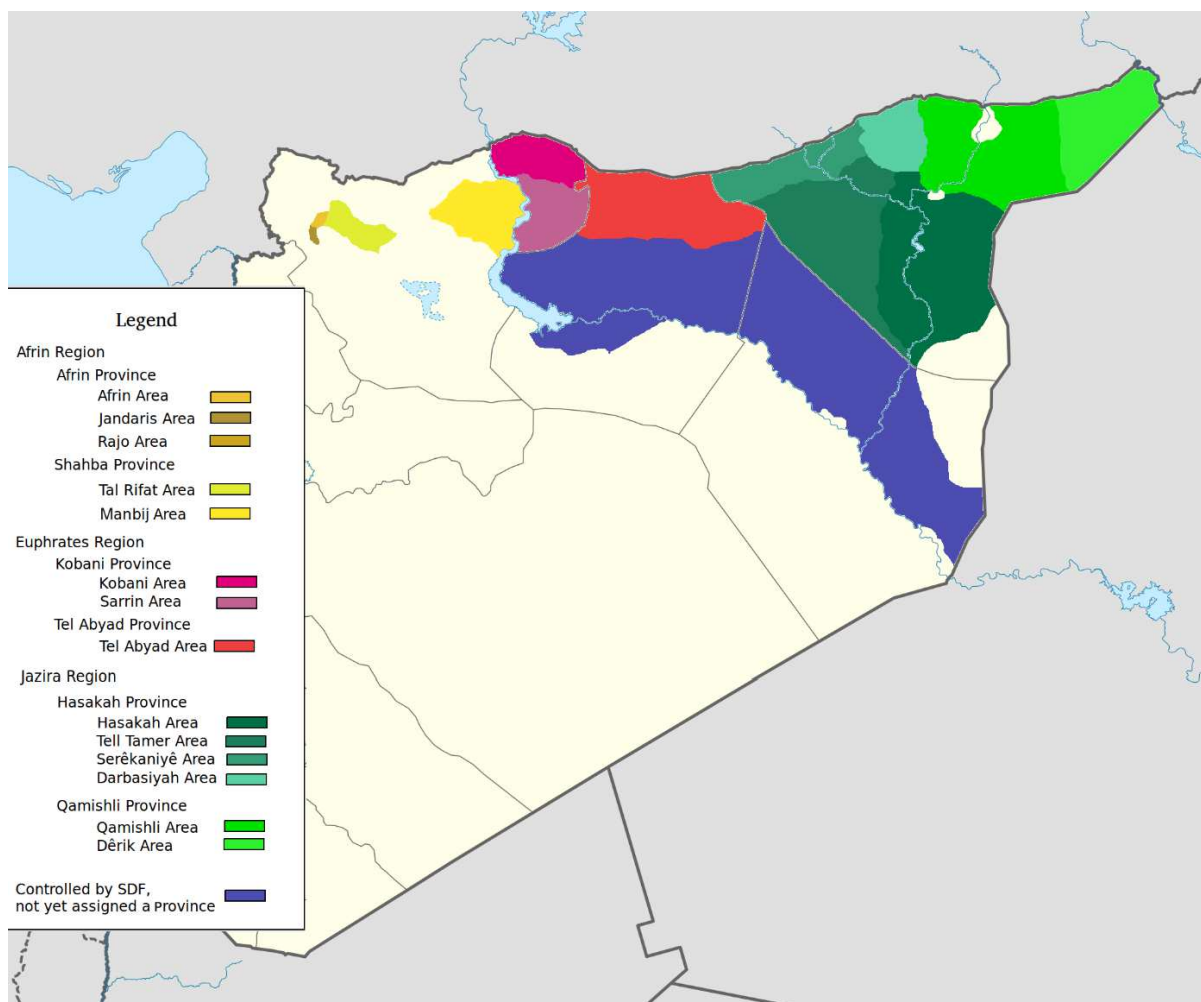 Legend
Afrin Region
Afrin Province
Afrin Area
Jandaris Area
Rajo Area
Shahba Province
Tal Rifat Area
Manbij Area
Euphrates Region
Kobani Province
Kobani Area
Sarrin Area
Tel Abyad Province
Tel Abyad Area
Jazira Region
Hasakah Province
Hasakah Area
Tell Tamer Area
Serêkaniyê Area
Darbasiyah Area
Qamishli Province
Qamishli Area
Dêrik Area
Controlled by SDF,
not yet assigned a Province